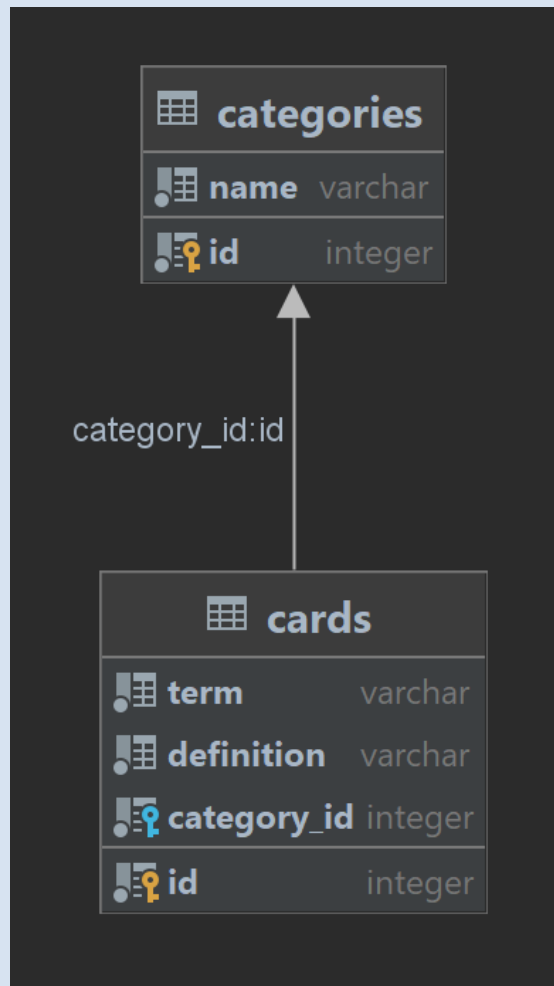 categories
name varchar
id integer
category_id:id
cards
term varchar
definition varchar
category_id integer
id integer